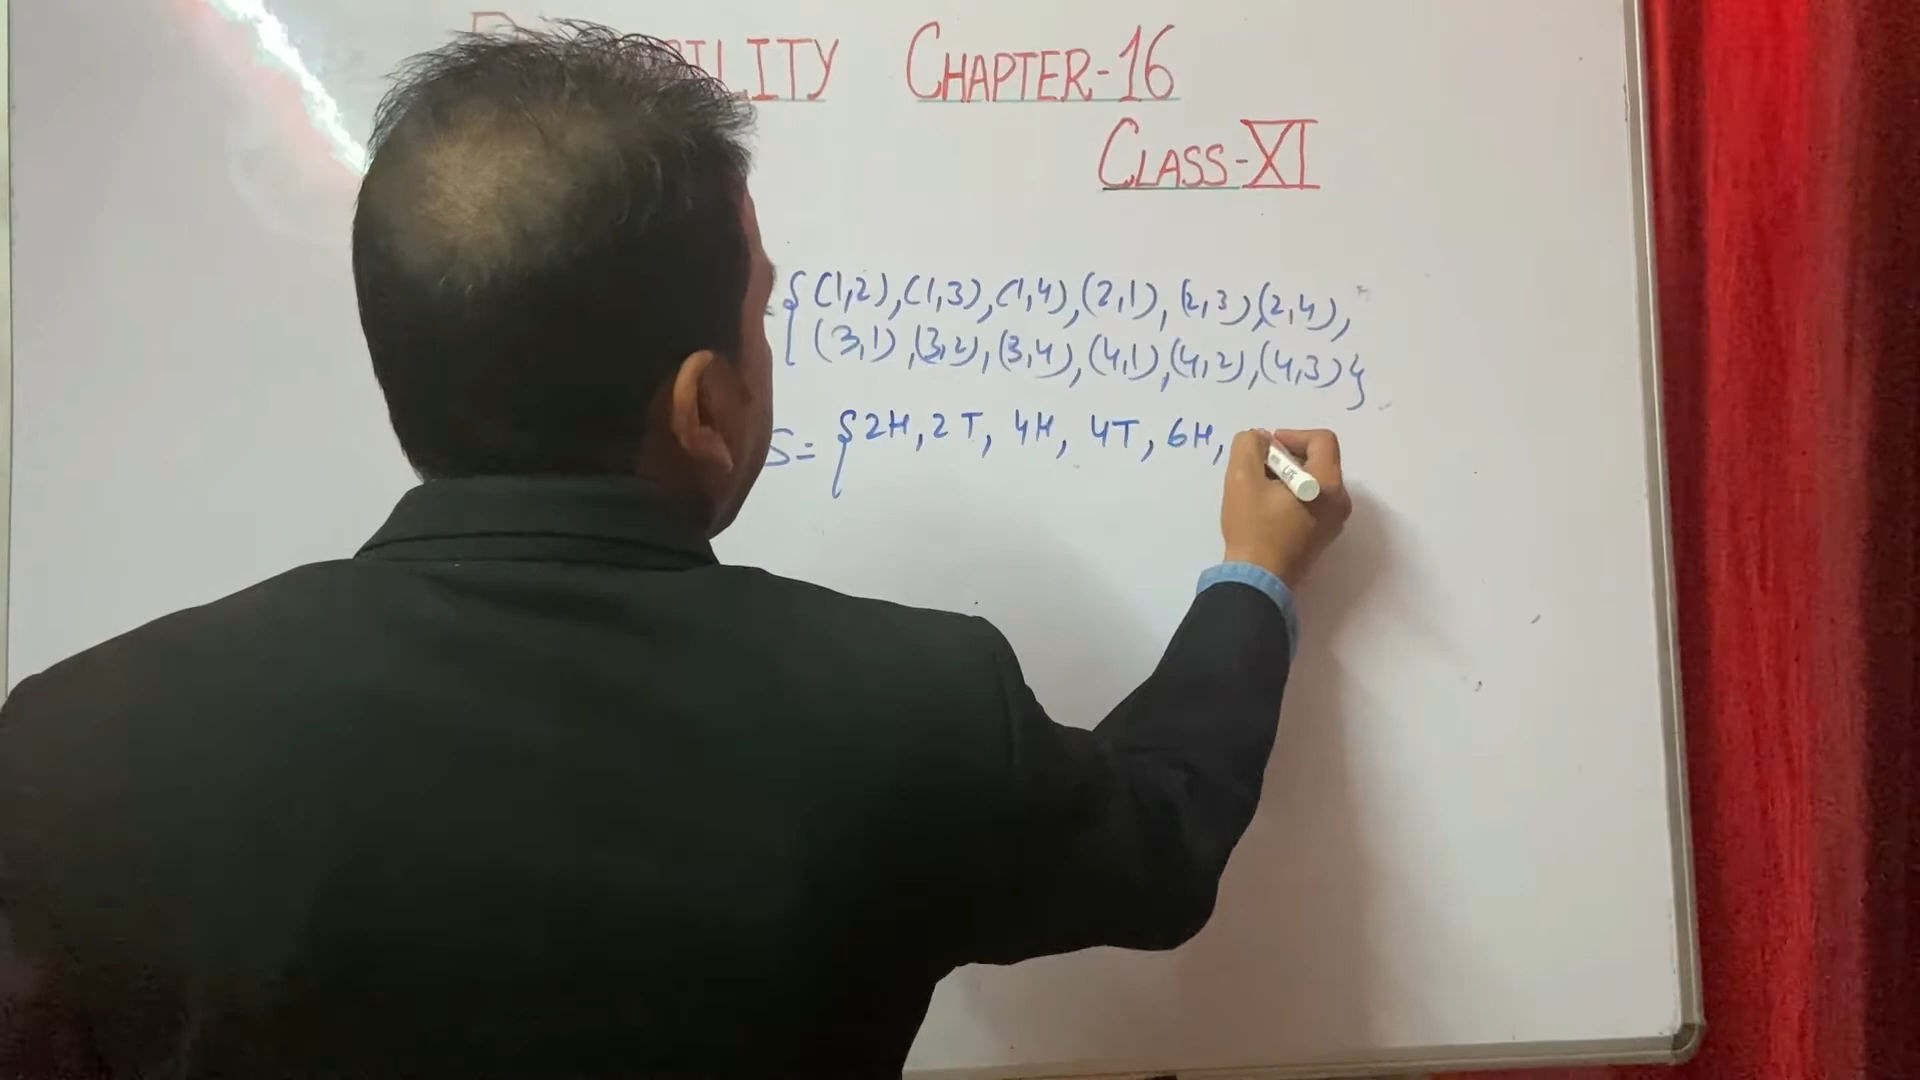 CHAPTER-16
CLASS-XI
{(1,2),(1,3),(1,4),(2,1),(2,3),(2,4),
(3,1),(3,2),(3,4),(4,1),(4,2),(4,3)}
S={2H,2T,4H,4T,6H,